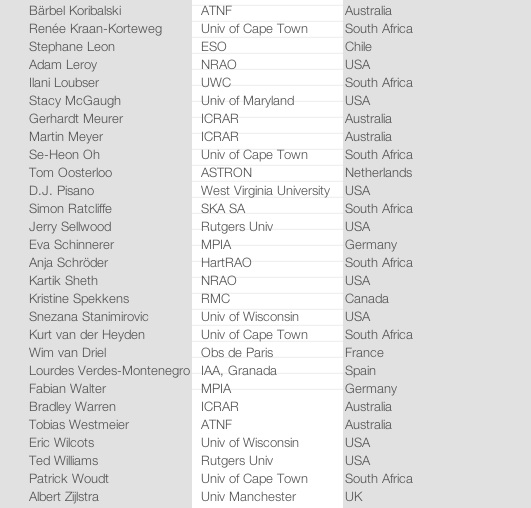 Bärbel Koribalski ATNF Australia
Renée Kraan-Korteweg Univ of Cape Town South Africa
Stephane Leon ESO Chile
Adam Leroy NRAO USA
Ilani Loubser UWC South Africa
Stacy McGaugh Univ of Maryland USA
Gerhardt Meurer ICRAR Australia
Martin Meyer ICRAR Australia
Se-Heon Oh Univ of Cape Town South Africa
Tom Oosterloo ASTRON Netherlands
D.J. Pisano West Virginia University USA
Simon Ratcliffe SKA SA South Africa
Jerry Sellwood Rutgers Univ USA
Eva Schinnerer MPIA Germany
Anja Schröder HartRAO South Africa
Kartik Sheth NRAO USA
Kristine Spekkens RMC Canada
Snezana Stanimirovic Univ of Wisconsin USA
Kurt van der Heyden Univ of Cape Town South Africa
Wim van Driel Obs de Paris France
Lourdes Verdes-Montenegro IAA, Granada Spain
Fabian Walter MPIA Germany
Bradley Warren ICRAR Australia
Tobias Westmeier ATNF Australia
Eric Wilcots Univ of Wisconsin USA
Ted Williams Rutgers Univ USA
Patrick Woudt Univ of Cape Town South Africa
Albert Zijlstra Univ Manchester UK